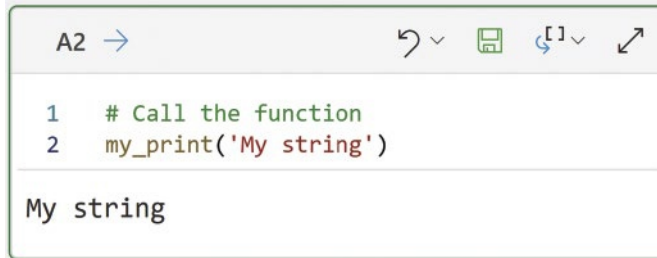 A2
1 # Call the function
2 my_print('My string')
My string